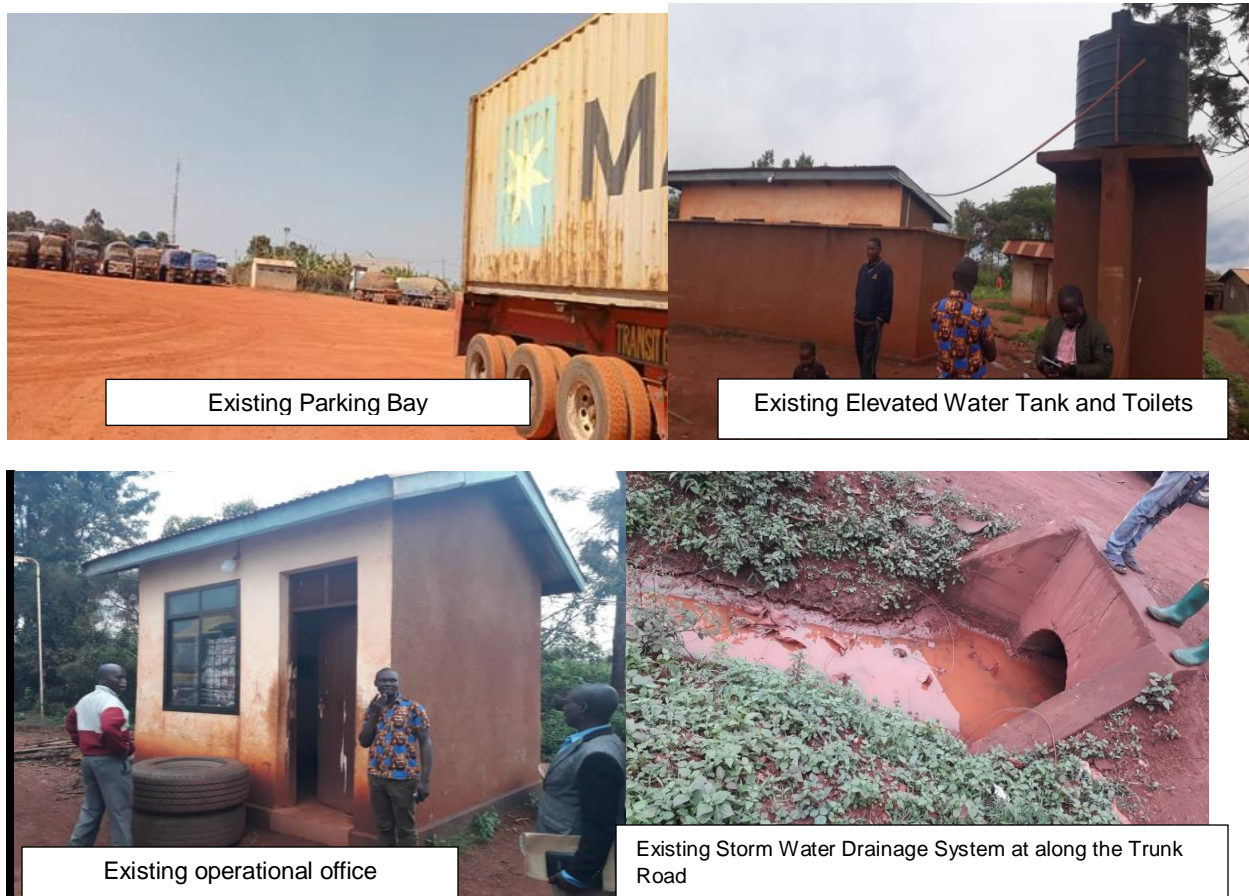 MA
TRANSIT
Existing Parking Bay
Existing Elevated Water Tank and Toilets
Existing operational office
Existing Storm Water Drainage System at along the Trunk
Road